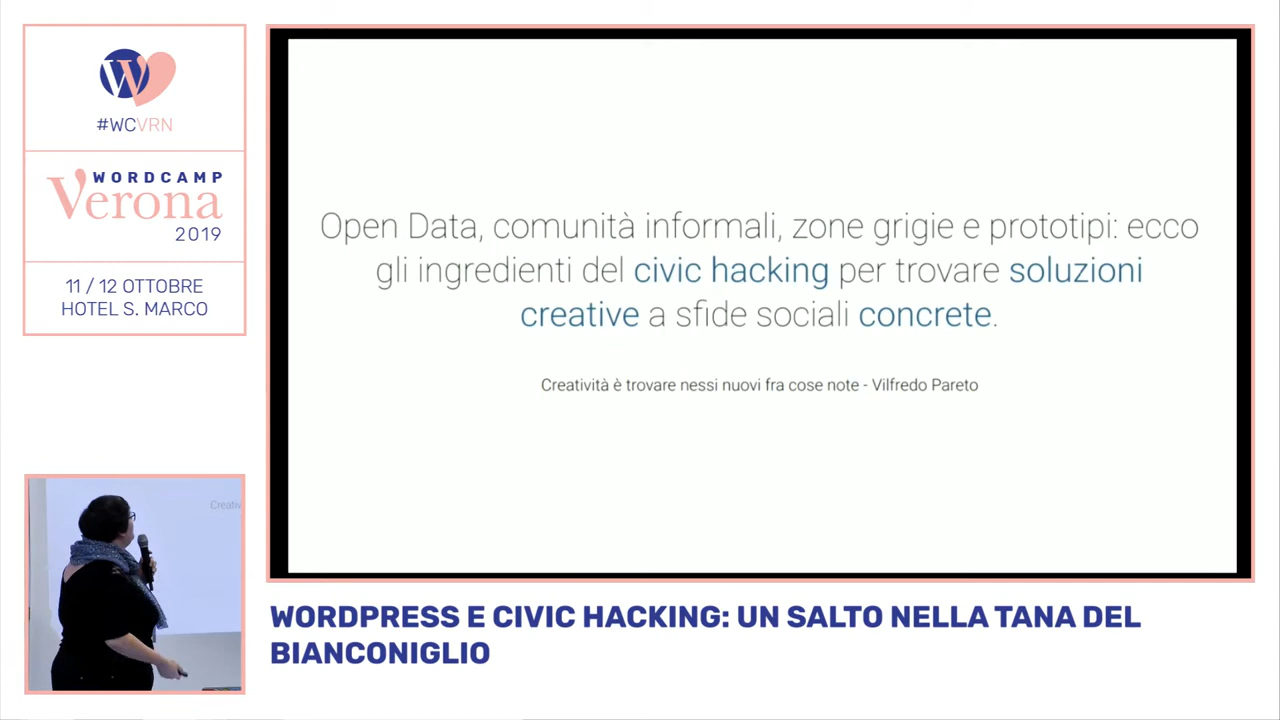 #WCVRN
WORDCAMP
Verona
2019
11 / 12 OTTOBRE
HOTEL S. MARCO
Open Data, comunità informali, zone grigie e prototipi: ecco
gli ingredienti del civic hacking per trovare soluzioni
creative a sfide sociali concrete.
Creatività è trovare nessi nuovi fra cose note - Vilfredo Pareto
Creativ
WORDPRESS E CIVIC HACKING: UN SALTO NELLA TANA DEL
BIANCONIGLIO